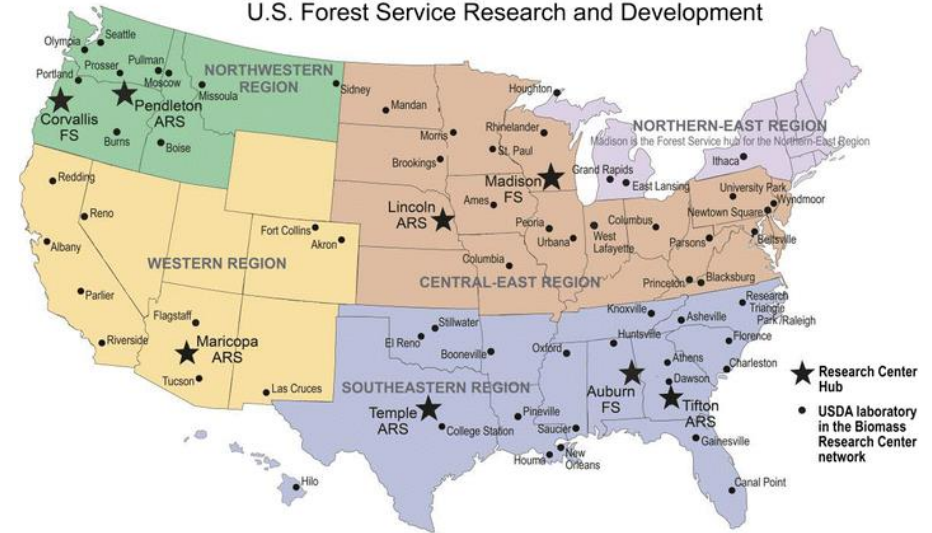 U.S. Forest Service Research and Development
Seattle
Olympia
Prosser
Pullman
Portland
Moscow
NORTHWESTERN
REGION
Missoula
Sidney
Corvallis
FS
Pendleton
ARS
Burns
Boise
Houghton
Mandan
Morris
Rhinelander
St. Paul
Brookings
Madison
FS
Lincoln
ARS
Ames
NORTHERN-EAST REGION
Madison is the Forest Service hub for the Northern-East Region
Ithaca
Grand Rapids
East Lansing
University Park
Wyndmoor
Newtown Square
Redding
Reno
Fort Collins
Akron
Albany
WESTERN REGION
Peoria
Urbana
West
Lafayette
Columbus
Parsons
Beltsville
Columbia
CENTRAL-EAST REGION
Princeton
Blacksburg
Parlier
Flagstaff
Riverside
Maricopa
ARS
Tucson
Las Cruces
Research
Triangle
Park/Raleigh
Knoxville
Asheville
Stillwater
El Reno
Booneville
Oxford
Huntsville
Florence
Athens
Charleston
Dawson
SOUTHEASTERN REGION
Auburn
FS
Tifton
ARS
Temple
ARS
College Station
Pineville
Saucier
Houma
New
Orleans
Gainesville
Canal Point
Hilo
Research Center
Hub
USDA laboratory
in the Biomass
Research Center
network